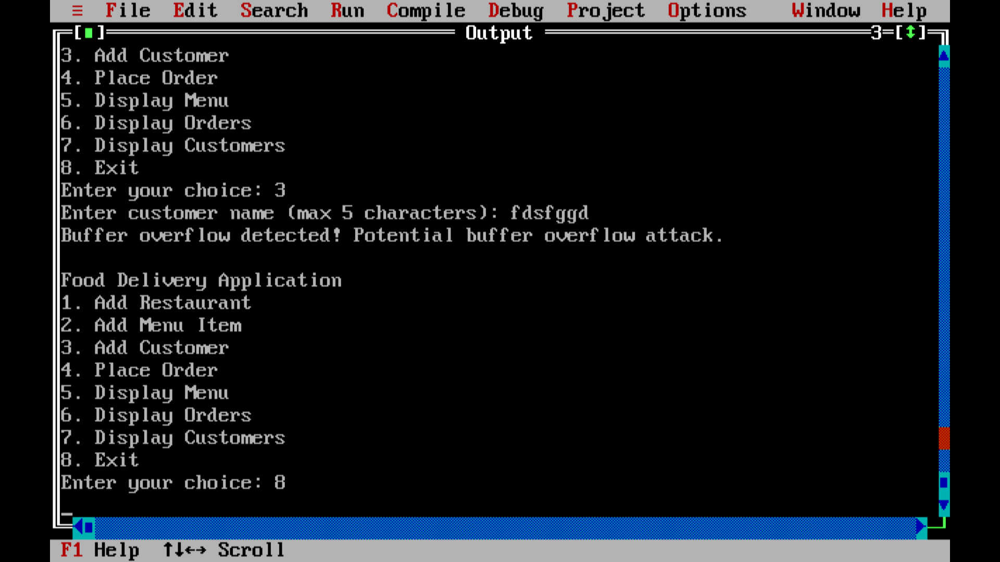 ≡ File Edit Search Run Compile Debug Project Options Window Help
[■] Output 3=[↕]
3. Add Customer
4. Place Order
5. Display Menu
6. Display Orders
7. Display Customers
8. Exit
Enter your choice: 3
Enter customer name (max 5 characters): fdsfggd
Buffer overflow detected! Potential buffer overflow attack.
Food Delivery Application
1. Add Restaurant
2. Add Menu Item
3. Add Customer
4. Place Order
5. Display Menu
6. Display Orders
7. Display Customers
8. Exit
Enter your choice: 8
F1 Help ↑↓←→ Scroll